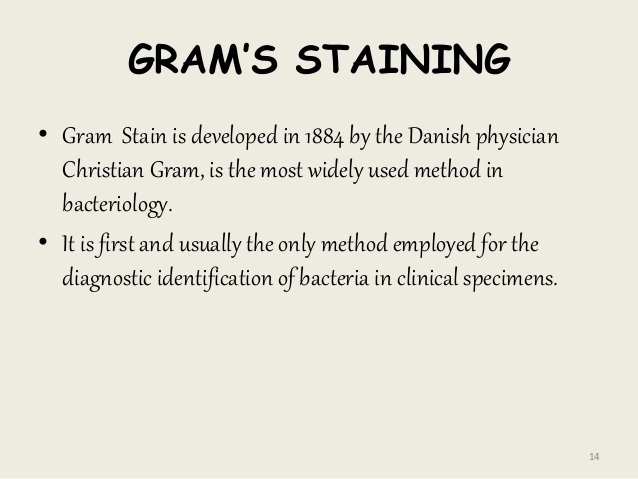 GRAM'S STAINING
• Gram Stain is developed in 1884 by the Danish physician
Christian Gram, is the most widely used method in
bacteriology.
• It is first and usually the only method employed for the
diagnostic identification of bacteria in clinical specimens.
14